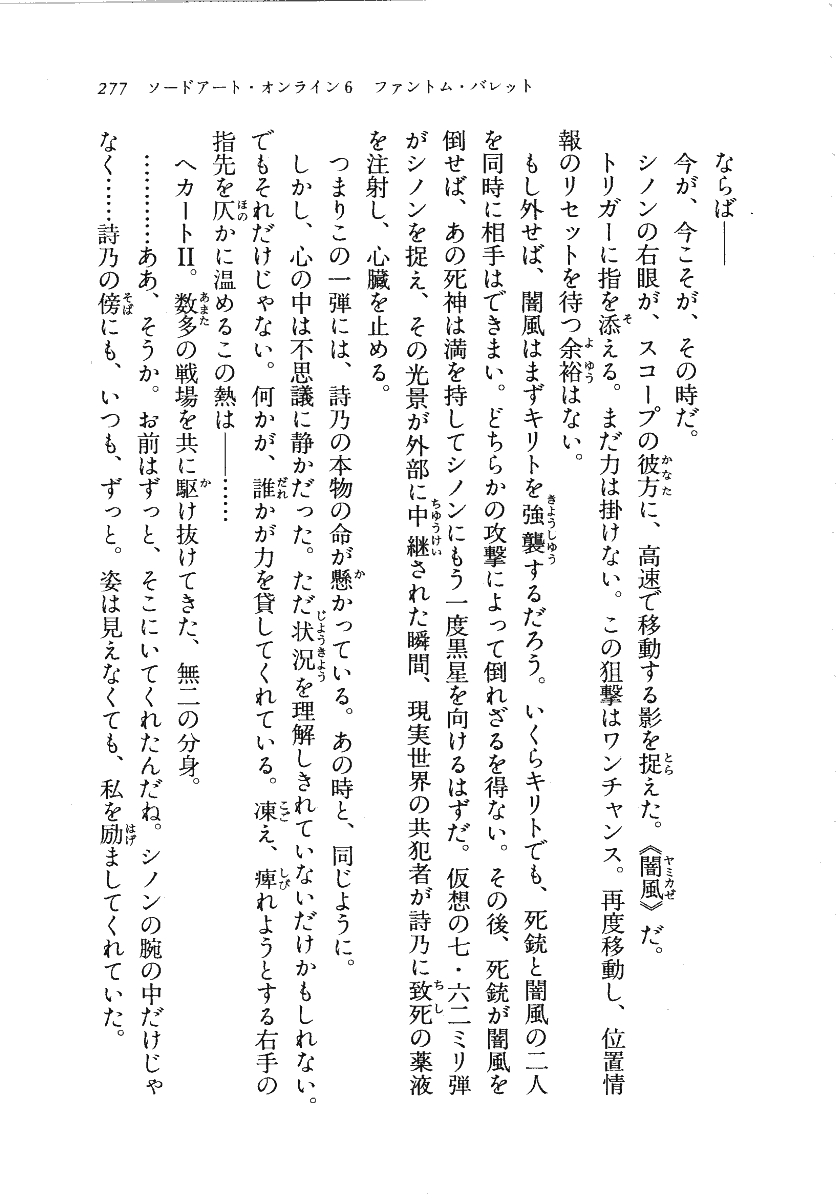 277　ソードアート・オンライン6　ファントム・バレット
ならば――
今が、今こそが、その時だ。
シノンの右眼が、スコープの彼方に、高速で移動する影を捉えた。《闇風》だ。
トリガーに指を添える。まだ力は掛けない。この狙撃はワンチャンス。再度移動し、位置情
報のリセットを待つ余裕はない。
もし外せば、闇風はまずキリトを強襲するだろう。いくらキリトでも、死銃と闇風の二人
を同時に相手はできまい。どちらかの攻撃によって倒れざるを得ない。その後、死銃が闇風を
倒せば、あの死神は満を持してシノンにもう一度黒星を向けるはずだ。仮想の七・六二ミリ弾
がシノンを捉え、その光景が外部に中継された瞬間、現実世界の共犯者が詩乃に致死の薬液
を注射し、心臓を止める。
つまりこの一弾には、詩乃の本物の命が懸かっている。あの時と、同じように。
しかし、心の中は不思議に静かだった。ただ状況を理解しきれていないだけかもしれない。
でもそれだけじゃない。何かが、誰かが力を貸してくれている。凍え、痺れようとする右手の
指先を仄かに温めるこの熱は――……
ヘカートⅡ。数多の戦場を共に駆け抜けてきた、無二の分身。
…………ああ、そうか。お前はずっと、そこにいてくれたんだね。シノンの腕の中だけじゃ
なく……詩乃の傍にも、いつも、ずっと。姿は見えなくても、私を励ましてくれていた。